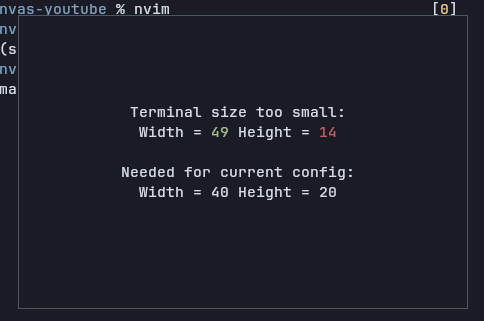 nvas-youtube % nvim [0]
nv
(s
nv
ma
Terminal size too small:
Width = 49 Height = 14
Needed for current config:
Width = 40 Height = 20